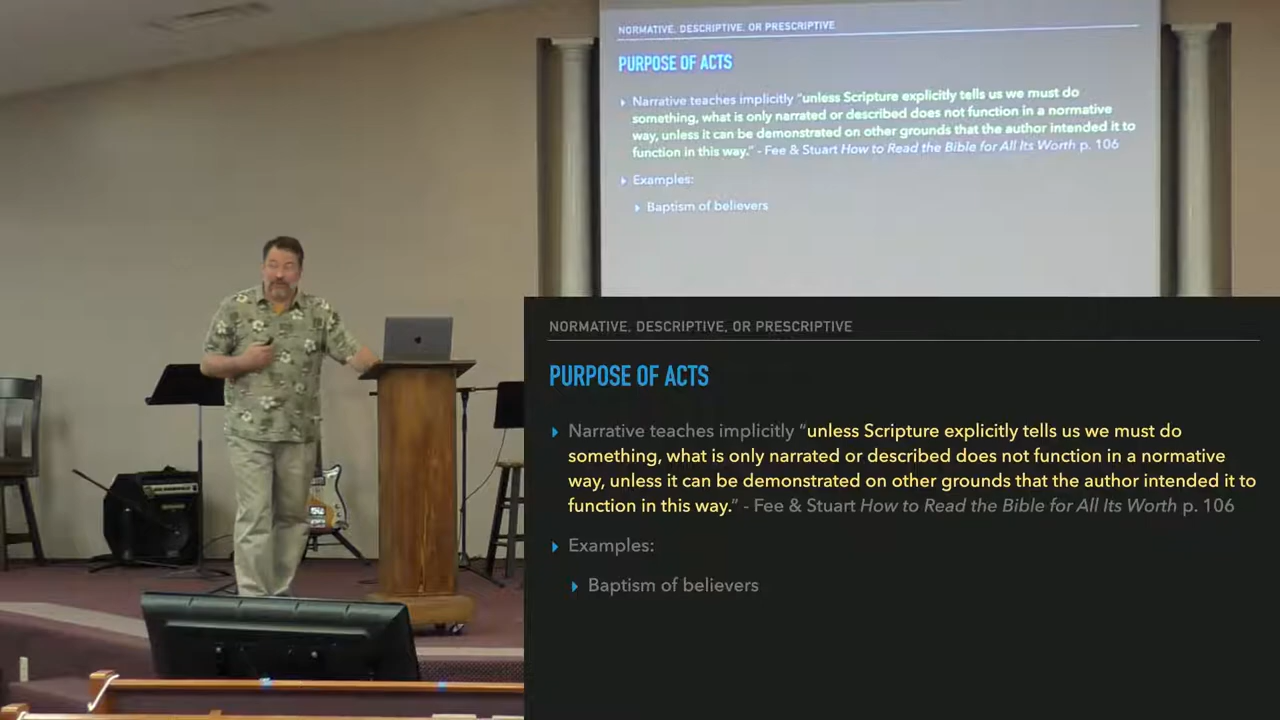 NORMATIVE, DESCRIPTIVE, OR PRESCRIPTIVE
PURPOSE OF ACTS
Narrative teaches implicitly “unless Scripture explicitly tells us we must do
something, what is only narrated or described does not function in a normative
way, unless it can be demonstrated on other grounds that the author intended it to
function in this way.” - Fee & Stuart How to Read the Bible for All Its Worth p. 106
Examples:
Baptism of believers
NORMATIVE, DESCRIPTIVE, OR PRESCRIPTIVE
PURPOSE OF ACTS
Narrative teaches implicitly “unless Scripture explicitly tells us we must do
something, what is only narrated or described does not function in a normative
way, unless it can be demonstrated on other grounds that the author intended it to
function in this way.” - Fee & Stuart How to Read the Bible for All Its Worth p. 106
Examples:
Baptism of believers